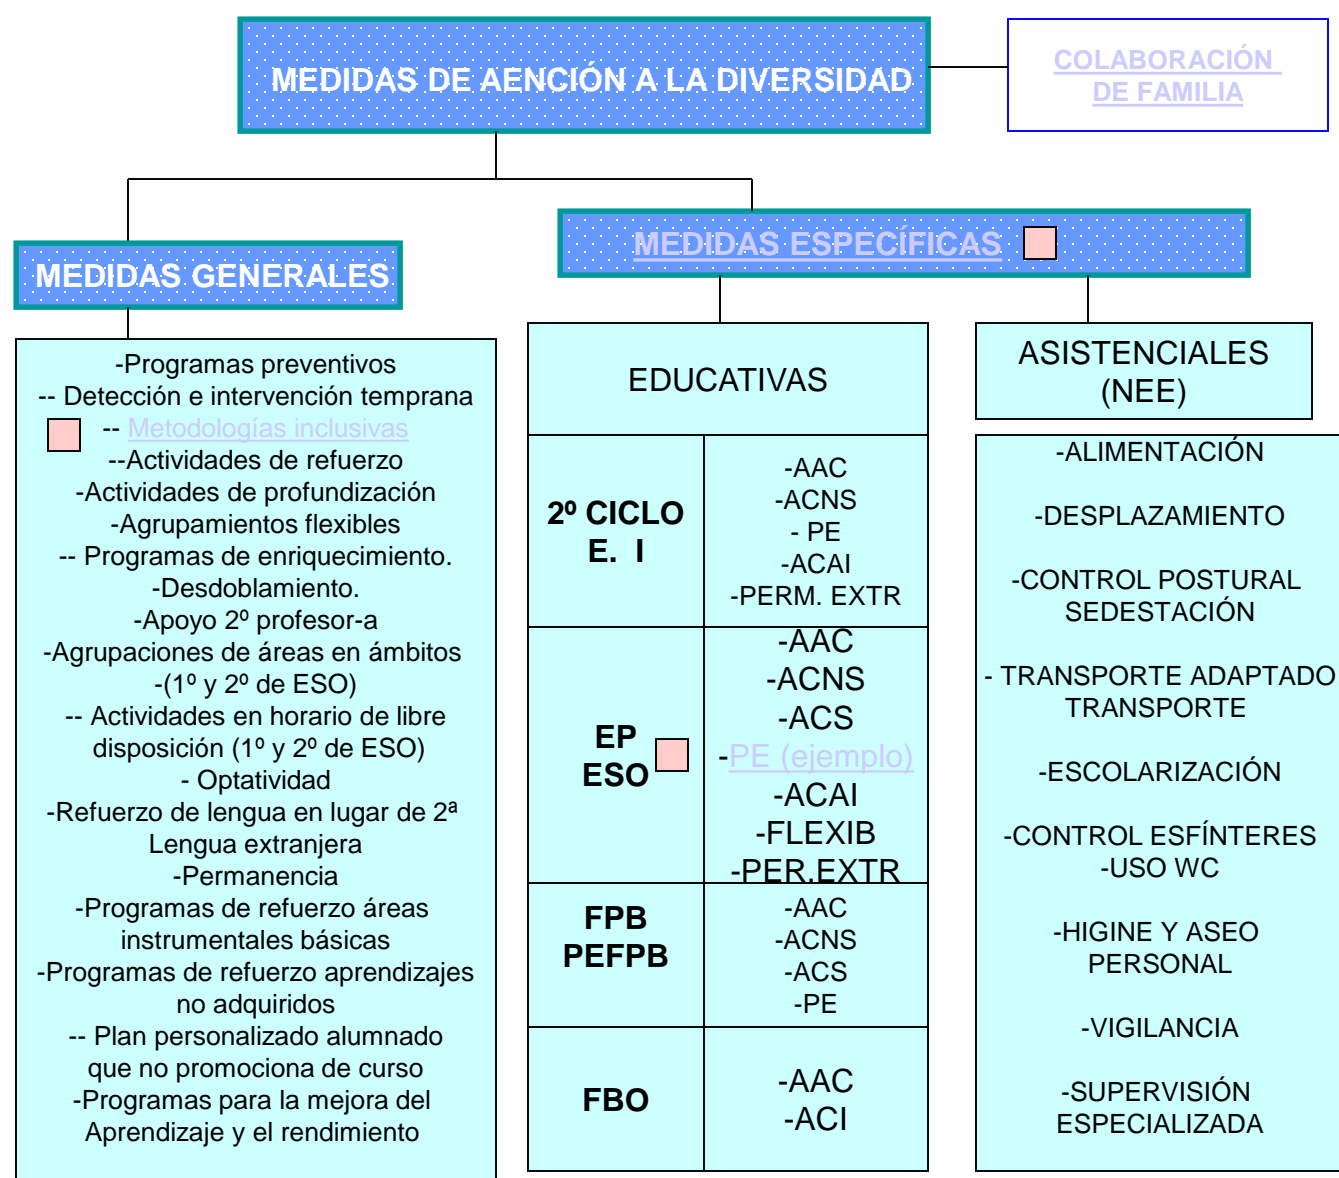 MEDIDAS DE AENCIÓN A LA DIVERSIDAD
COLABORACIÓN
DE FAMILIA
MEDIDAS GENERALES
-Programas preventivos
-- Detección e intervención temprana
-- Metodologías inclusivas
--Actividades de refuerzo
-Actividades de profundización
-Agrupamientos flexibles
-- Programas de enriquecimiento.
-Desdoblamiento.
-Apoyo 2º profesor-a
-Agrupaciones de áreas en ámbitos
-(1º y 2º de ESO)
-- Actividades en horario de libre
disposición (1º y 2º de ESO)
- Optatividad
-Refuerzo de lengua en lugar de 2ª
Lengua extranjera
-Permanencia
-Programas de refuerzo áreas
instrumentales básicas
-Programas de refuerzo aprendizajes
no adquiridos
-- Plan personalizado alumnado
que no promociona de curso
-Programas para la mejora del
Aprendizaje y el rendimiento
MEDIDAS ESPECÍFICAS
EDUCATIVAS
2º CICLO
E. I
-AAC
-ACNS
- PE
-ACAI
-PERM. EXTR
EP
ESO
-AAC
-ACNS
-ACS
-PE (ejemplo)
-ACAI
-FLEXIB
-PER.EXTR
FPB
PEFPB
-AAC
-ACNS
-ACS
-PE
FBO
-AAC
-ACI
ASISTENCIALES
(NEE)
-ALIMENTACIÓN
-DESPLAZAMIENTO
-CONTROL POSTURAL
SEDESTACIÓN
- TRANSPORTE ADAPTADO
TRANSPORTE
-ESCOLARIZACIÓN
-CONTROL ESFÍNTERES
-USO WC
-HIGINE Y ASEO
PERSONAL
-VIGILANCIA
-SUPERVISIÓN
ESPECIALIZADA